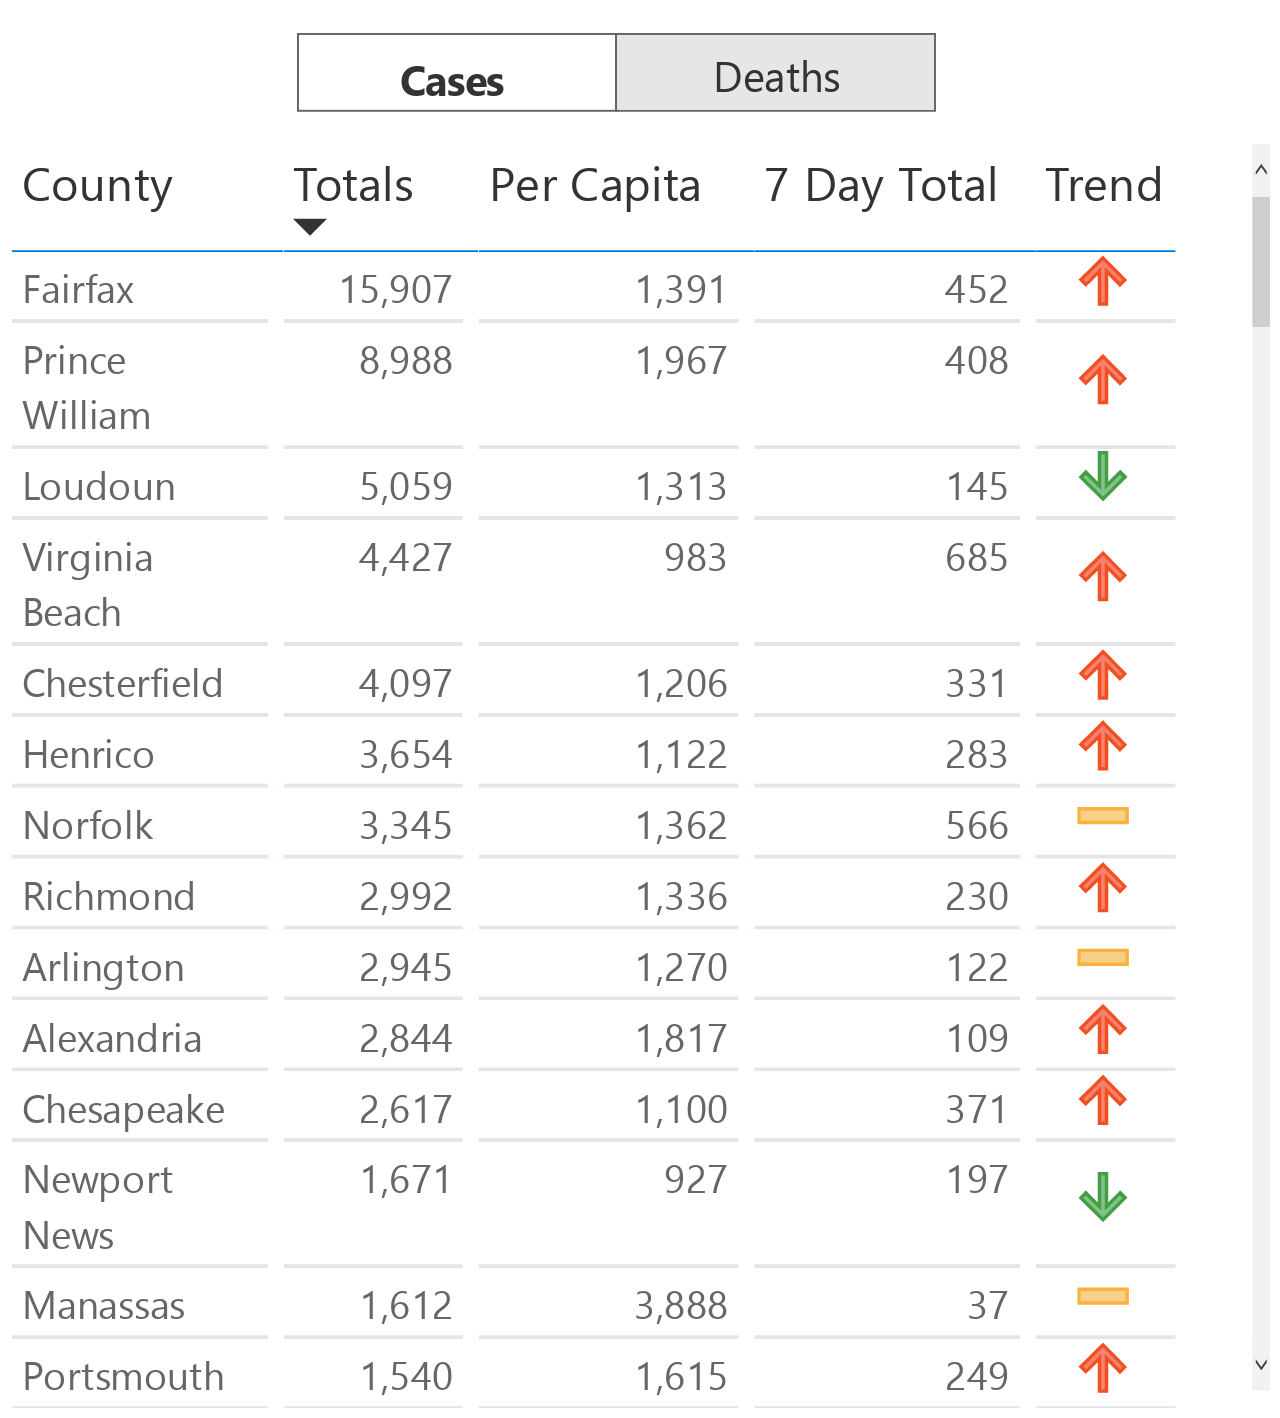 Cases Deaths
County Totals Per Capita 7 Day Total Trend
Fairfax 15,907 1,391 452
Prince 8,988 1,967 408
William
Loudoun 5,059 1,313 145
Virginia 4,427 983 685
Beach
Chesterfield 4,097 1,206 331
Henrico 3,654 1,122 283
Norfolk 3,345 1,362 566
Richmond 2,992 1,336 230
Arlington 2,945 1,270 122
Alexandria 2,844 1,817 109
Chesapeake 2,617 1,100 371
Newport 1,671 927 197
News
Manassas 1,612 3,888 37
Portsmouth 1,540 1,615 249